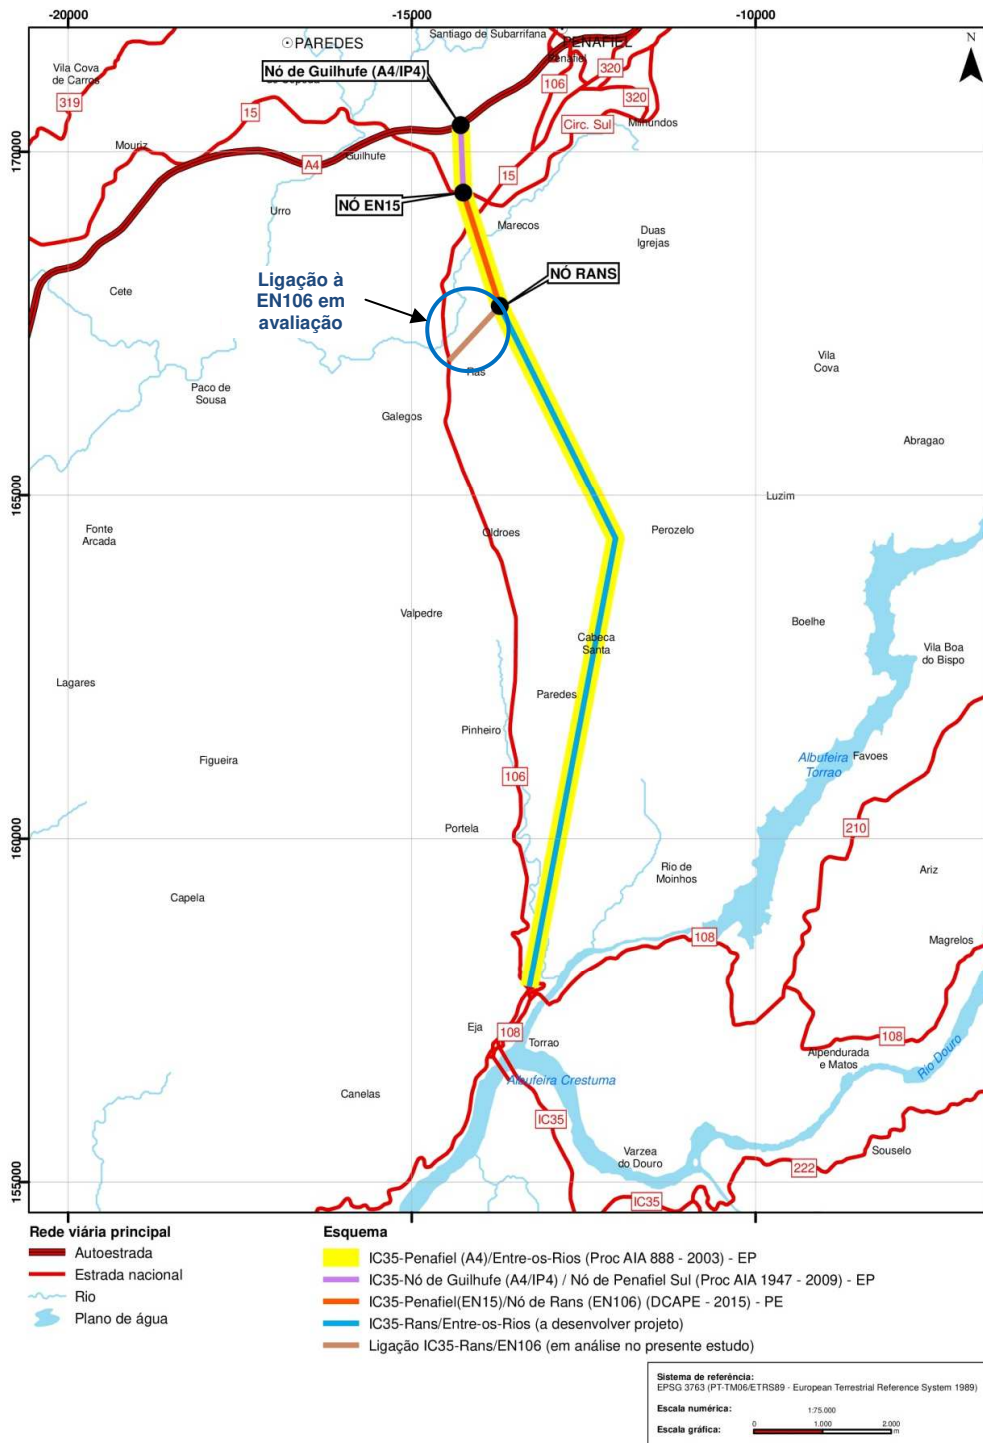 -20000
-15000
-10000
N
PAREDES
Santiago de Subarrifana
PENAFIEL
Penafiel
Vila Cova
de Carros
Nó de Guilhufe (A4/IP4)
319
15
106
320
320
Circ. Sul
Milhundos
170000
Mouriz
Guilhufe
A4
15
NÓ EN15
Urro
Marecos
Duas
Igrejas
NÓ RANS
Ligação à
EN106 em
avaliação
Cete
Ras
Vila
Cova
Paco de
Sousa
Galegos
Abragao
165000
Luzim
Fonte
Arcada
Oldroes
Perozelo
Valpedre
Boelhe
Cabeca
Santa
Vila Boa
do Bispo
Lagares
Paredes
Pinheiro
Figueira
Albufeira
Torrao
Favoes
106
210
160000
Portela
Rio de
Moinhos
Ariz
Capela
108
Magrelos
Eja
108
Torrao
108
Alpendurada
e Matos
Rio Douro
Albufeira Crestuma
Canelas
IC35
Varzea
do Douro
Souselo
222
155000
IC35
Rede viária principal
Autoestrada
Estrada nacional
Rio
Plano de água
Esquema
IC35-Penafiel (A4)/Entre-os-Rios (Proc AIA 888 - 2003) - EP
IC35-Nó de Guilhufe (A4/IP4) / Nó de Penafiel Sul (Proc AIA 1947 - 2009) - EP
IC35-Penafiel(EN15)/Nó de Rans (EN106) (DCAPE - 2015) - PE
IC35-Rans/Entre-os-Rios (a desenvolver projeto)
Ligação IC35-Rans/EN106 (em análise no presente estudo)
Sistema de referência:
EPSG 3763 (PT-TM06/ETRS89 - European Terrestrial Reference System 1989)
Escala numérica: 1:75.000
Escala gráfica: 0 1.000 2.000
m